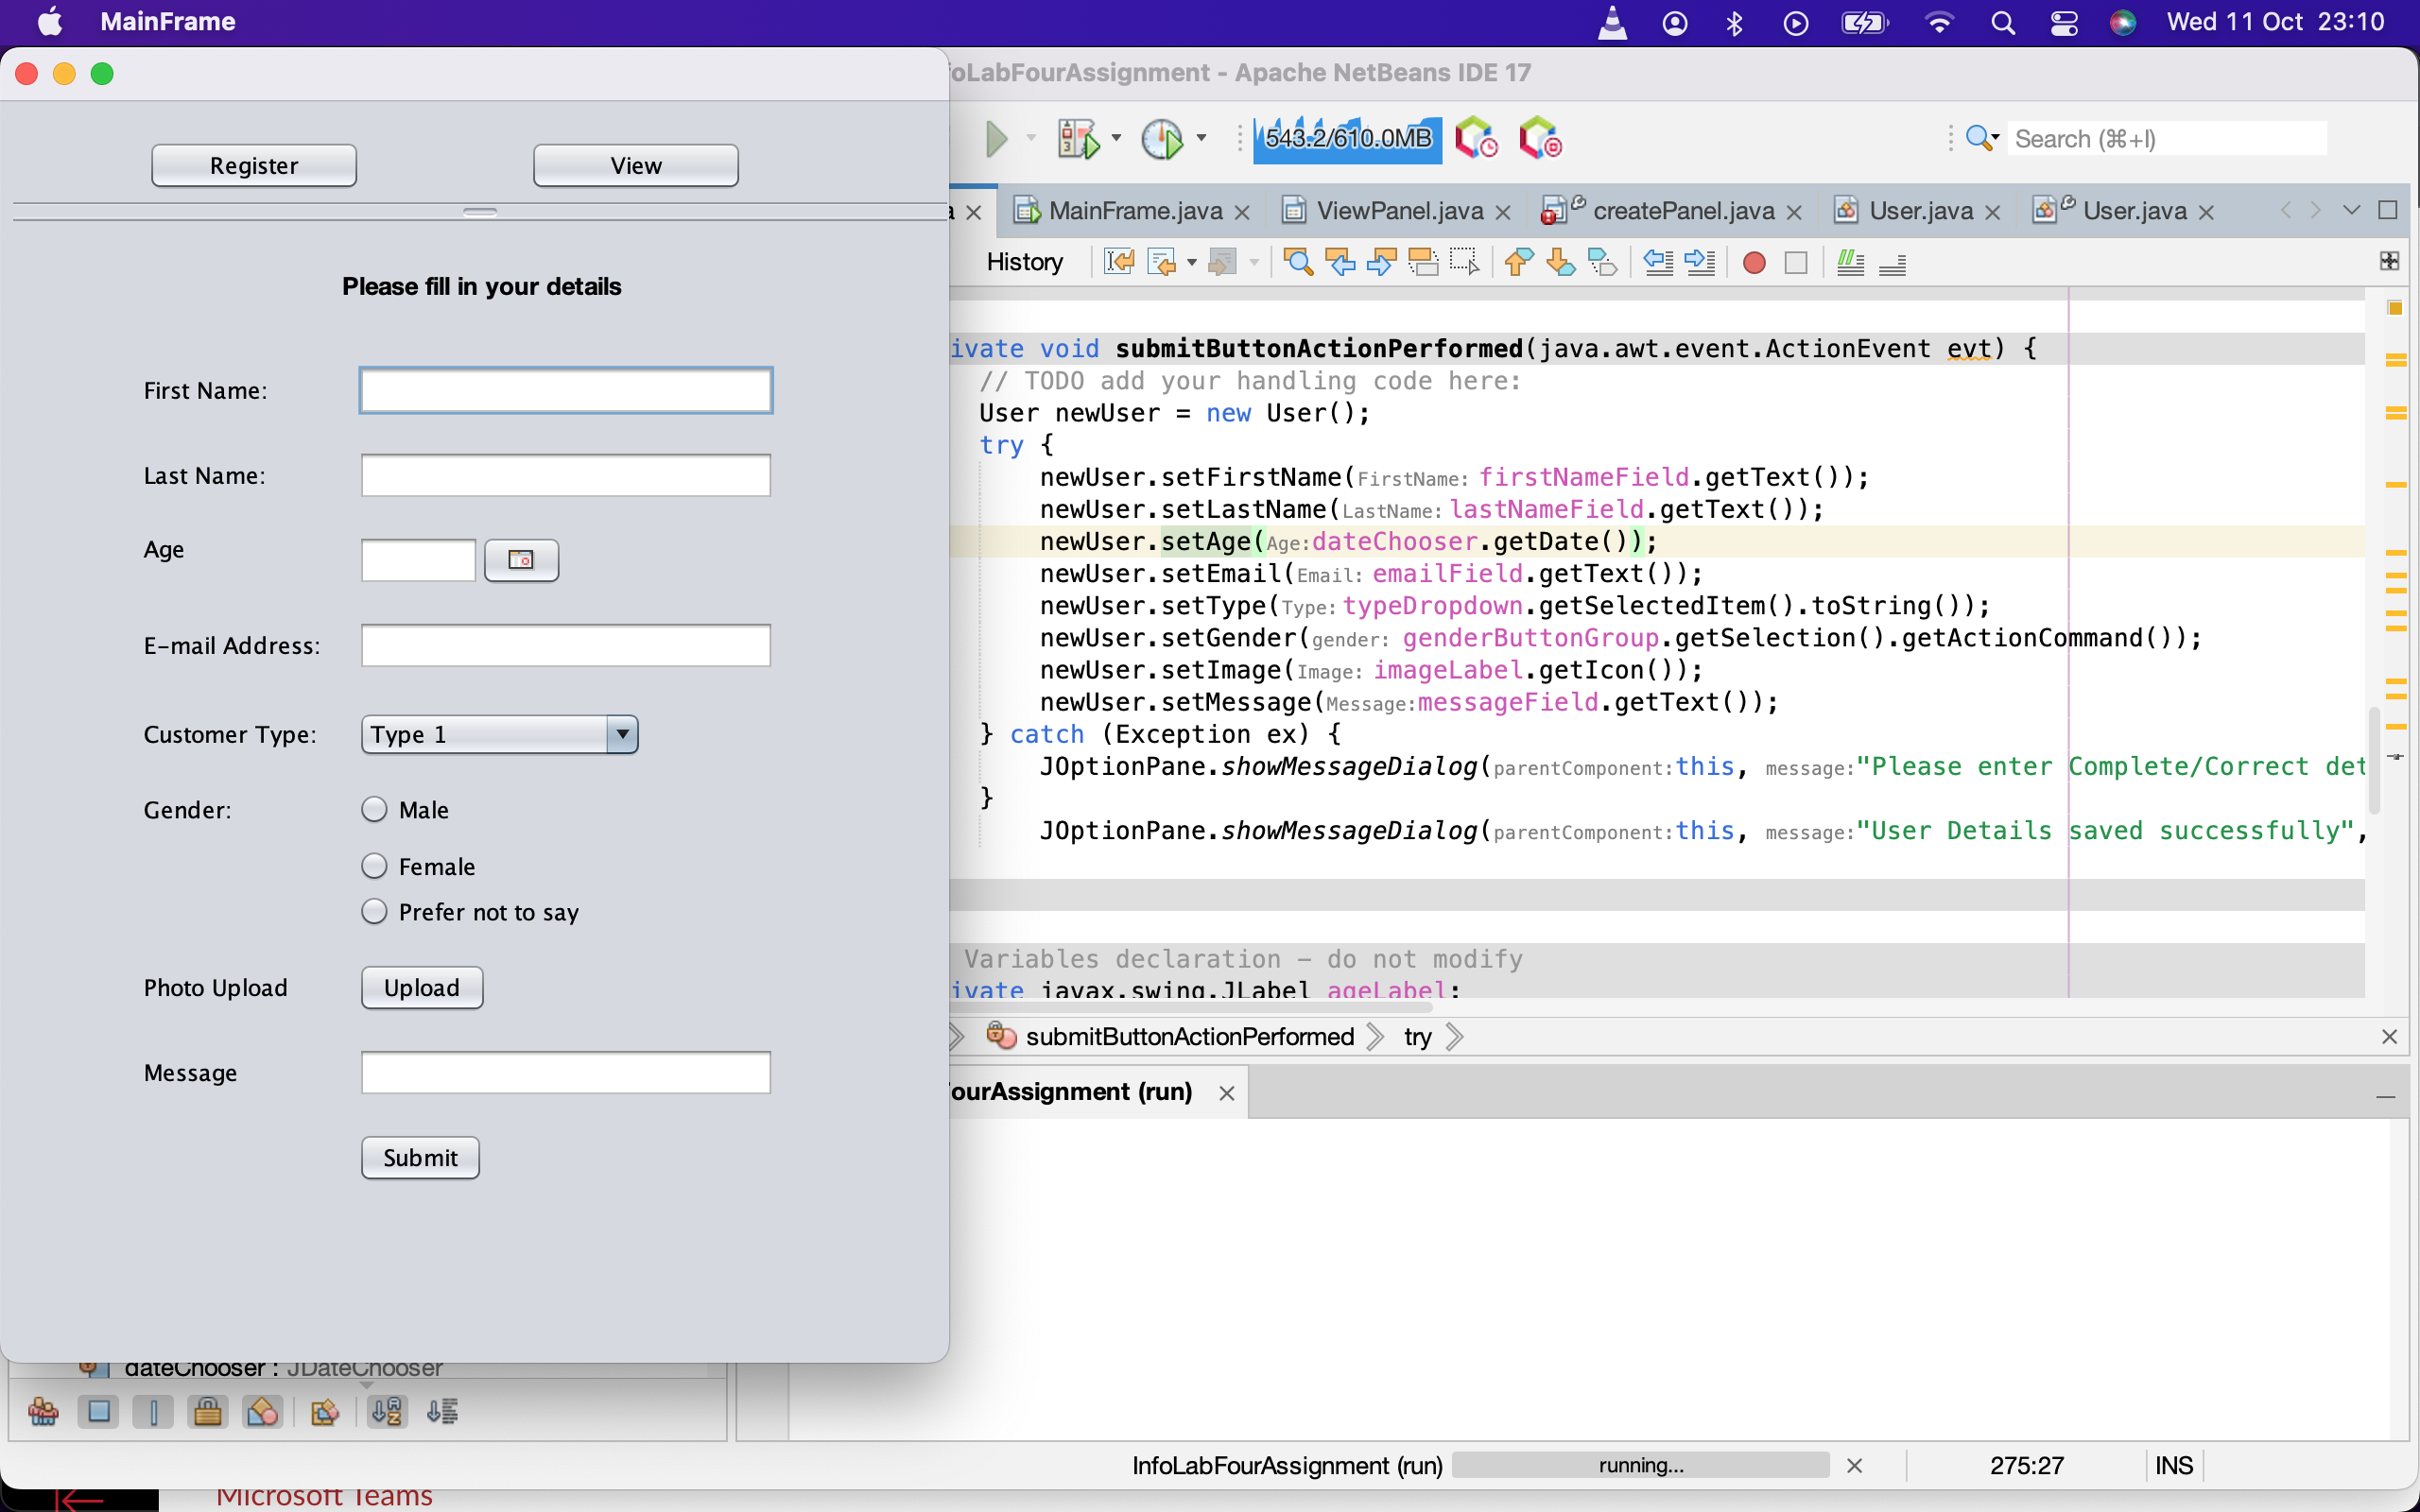 MainFrame
Wed 11 Oct 23:10
oLabFourAssignment - Apache NetBeans IDE 17
Register
View
543.2/610.0MB
Search (⌘+I)
a
MainFrame.java
ViewPanel.java
createPanel.java
User.java
User.java
History
Please fill in your details
First Name:
Last Name:
Age
E-mail Address:
Customer Type:
Type 1
Gender:
Male
Female
Prefer not to say
Photo Upload
Upload
Message
Submit
ivate void submitButtonActionPerformed(java.awt.event.ActionEvent evt) {
// TODO add your handling code here:
User newUser = new User();
try {
newUser.setFirstName(FirstName: firstNameField.getText());
newUser.setLastName(LastName: lastNameField.getText());
newUser.setAge(Age:dateChooser.getDate());
newUser.setEmail(Email: emailField.getText());
newUser.setType(Type: typeDropdown.getSelectedItem().toString());
newUser.setGender(gender: genderButtonGroup.getSelection().getActionCommand());
newUser.setImage(Image: imageLabel.getIcon());
newUser.setMessage(Message:messageField.getText());
} catch (Exception ex) {
JOptionPane.showMessageDialog(parentComponent:this, message:"Please enter Complete/Correct det
}
JOptionPane.showMessageDialog(parentComponent:this, message:"User Details saved successfully",
Variables declaration – do not modify
ivate javax.swing.JLabel ageLabel;
submitButtonActionPerformed
try
ourAssignment (run)
dateChooser : JDateChooser
InfoLabFourAssignment (run)
running...
275:27
INS
Microsoft Teams